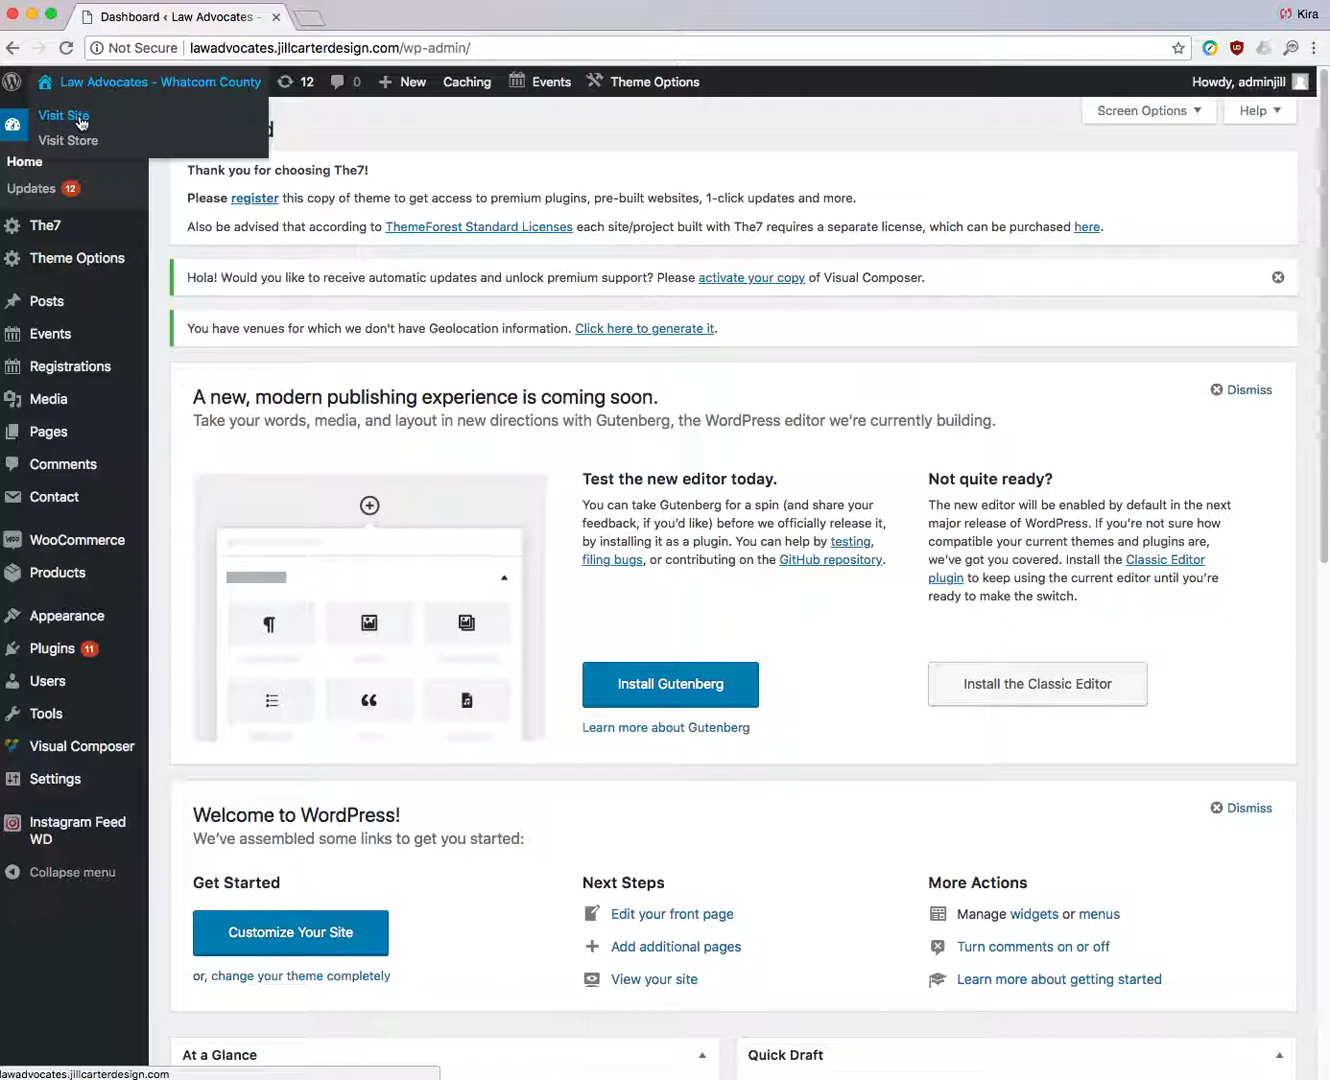 Dashboard ‹ Law Advocates -
Kira
Not Secure lawadvocates.jillcarterdesign.com/wp-admin/
Law Advocates - Whatcom County 12 0 New Caching Events Theme Options Howdy, adminjill
Visit Site
Visit Store
Screen Options Help
Home
Updates 12
The7
Theme Options
Posts
Events
Registrations
Media
Pages
Comments
Contact
WooCommerce
Products
Appearance
Plugins 11
Users
Tools
Visual Composer
Settings
Instagram Feed
WD
Collapse menu
Thank you for choosing The7!
Please register this copy of theme to get access to premium plugins, pre-built websites, 1-click updates and more.
Also be advised that according to ThemeForest Standard Licenses each site/project built with The7 requires a separate license, which can be purchased here.
Hola! Would you like to receive automatic updates and unlock premium support? Please activate your copy of Visual Composer.
You have venues for which we don't have Geolocation information. Click here to generate it.
A new, modern publishing experience is coming soon.
Dismiss
Take your words, media, and layout in new directions with Gutenberg, the WordPress editor we're currently building.
Test the new editor today.
You can take Gutenberg for a spin (and share your
feedback, if you'd like) before we officially release it,
by installing it as a plugin. You can help by testing,
filing bugs, or contributing on the GitHub repository.
Install Gutenberg
Learn more about Gutenberg
Not quite ready?
The new editor will be enabled by default in the next
major release of WordPress. If you're not sure how
compatible your current themes and plugins are,
we've got you covered. Install the Classic Editor
plugin to keep using the current editor until you're
ready to make the switch.
Install the Classic Editor
Welcome to WordPress!
Dismiss
We've assembled some links to get you started:
Get Started
Customize Your Site
or, change your theme completely
Next Steps
Edit your front page
Add additional pages
View your site
More Actions
Manage widgets or menus
Turn comments on or off
Learn more about getting started
At a Glance
Quick Draft
lawadvocates.jillcarterdesign.com